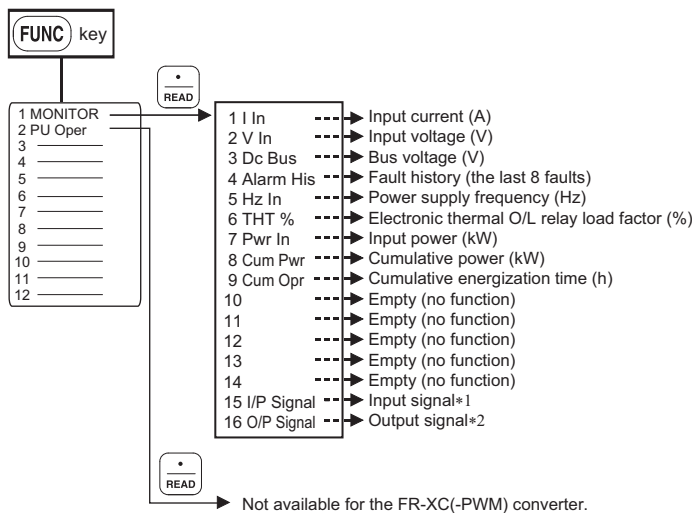 FUNC key
READ
1 MONITOR
2 PU Oper
3
4
5
6
7
8
9
10
11
12
1 I In Input current (A)
2 V In Input voltage (V)
3 Dc Bus Bus voltage (V)
4 Alarm His Fault history (the last 8 faults)
5 Hz In Power supply frequency (Hz)
6 THT % Electronic thermal O/L relay load factor (%)
7 Pwr In Input power (kW)
8 Cum Pwr Cumulative power (kW)
9 Cum Opr Cumulative energization time (h)
10 Empty (no function)
11 Empty (no function)
12 Empty (no function)
13 Empty (no function)
14 Empty (no function)
15 I/P Signal Input signal*1
16 O/P Signal Output signal*2
READ
Not available for the FR-XC(-PWM) converter.